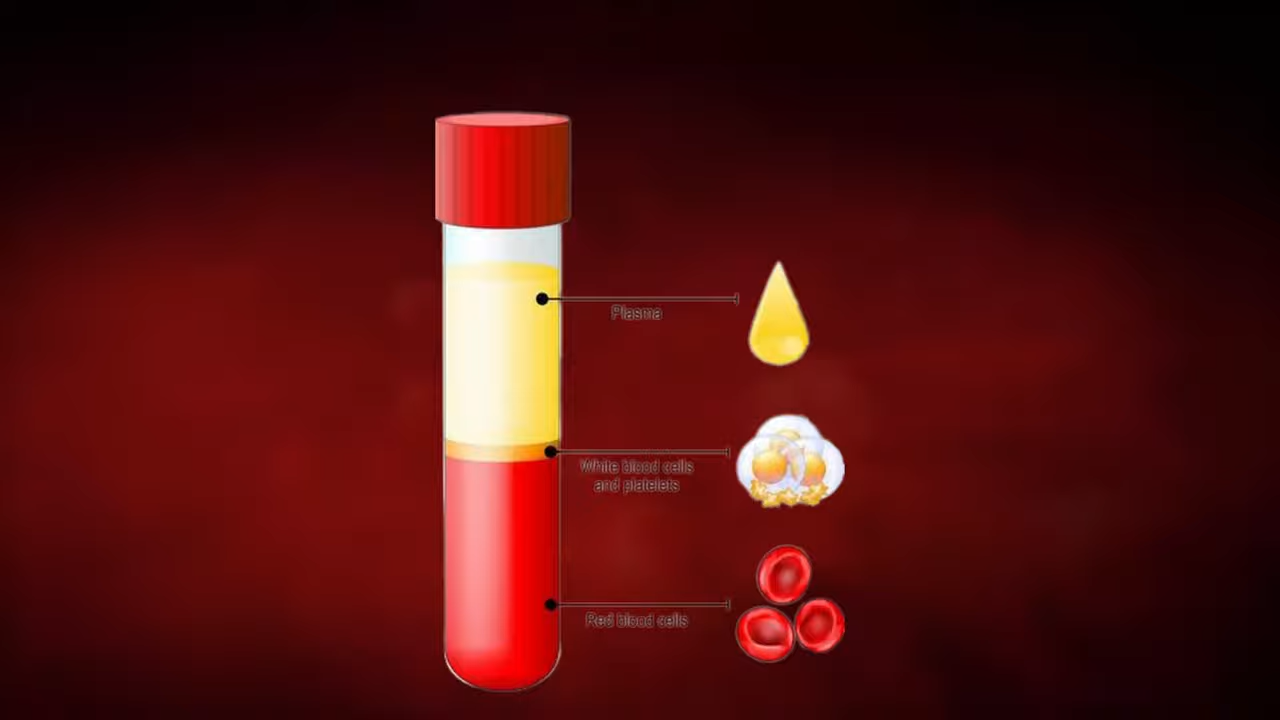 Plasma
White blood cells
and platelets
Red blood cells